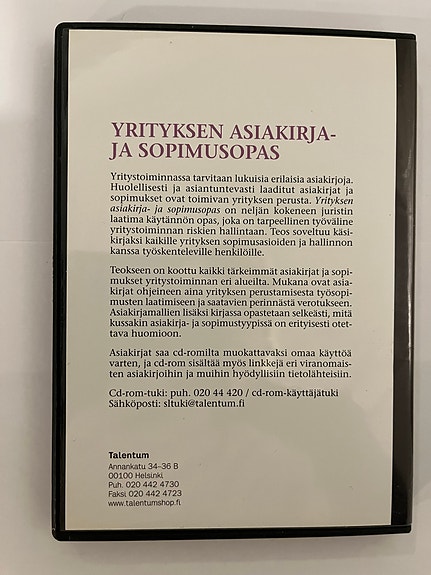 YRITYKSEN ASIAKIRJA-
JA SOPIMUSOPAS
Yritystoiminnassa tarvitaan lukuisia erilaisia asiakirjoja.
Huolellisesti ja asiantuntevasti laaditut asiakirjat ja
sopimukset ovat toimivan yrityksen perusta. Yrityksen
asiakirja- ja sopimusopas on neljän kokeneen juristin
laatima käytännön opas, joka on tarpeellinen työväline
yritystoiminnan riskien hallintaan. Teos soveltuu käsi-
kirjaksi kaikille yrityksen sopimusasioiden ja hallinnon
kanssa työskenteleville henkilöille.
Teokseen on koottu kaikki tärkeimmät asiakirjat ja sopi-
mukset yritystoiminnan eri alueilta. Mukana ovat asia-
kirjat ohjeineen aina yrityksen perustamisesta työsopi-
musten laatimiseen ja saatavien perinnästä verotukseen.
Asiakirjamallien lisäksi kirjassa opastetaan selkeästi, mitä
kussakin asiakirja- ja sopimustyypissä on erityisesti otet-
tava huomioon.
Asiakirjat saa cd-romilta muokattavaksi omaa käyttöä
varten, ja cd-rom sisältää myös linkkejä eri viranomais-
ten asiakirjoihin ja muihin hyödyllisiin tietolähteisiin.
Cd-rom-tuki: puh. 020 44 420 / cd-rom-käyttäjätuki
Sähköposti: sltuki@talentum.fi
Talentum
Annankatu 34–36 B
00100 Helsinki
Puh. 020 442 4730
Faksi 020 442 4723
www.talentumshop.fi